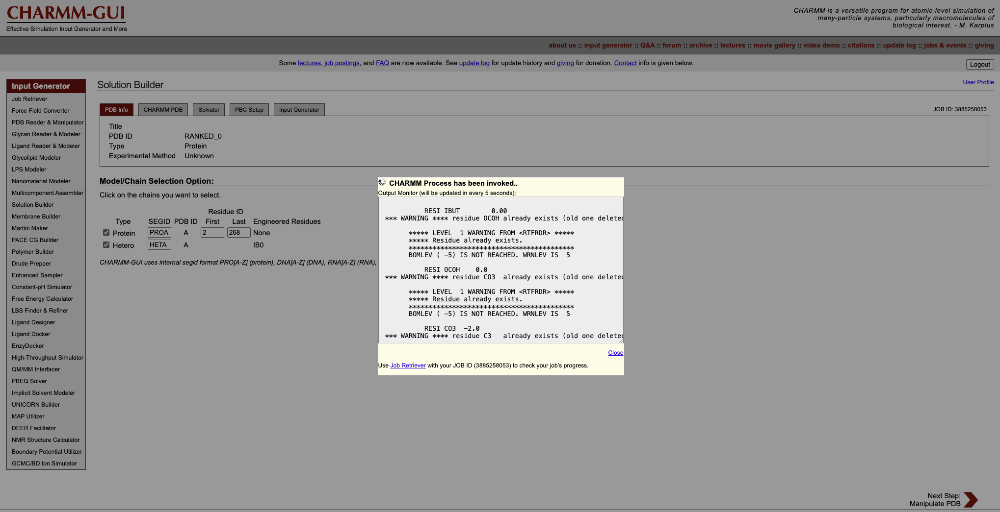 CHARMM-GUI
Effective Simulation Input Generator and More
CHARMM is a versatile program for atomic-level simulation of
many-particle systems, particularly macromolecules of
biological interest. - M. Karplus
about us :: input generator :: Q&A :: forum :: archive :: lectures :: movie gallery :: video demo :: citations :: update log :: jobs & events :: giving
Some lectures, job postings, and FAQ are now available. See update log for update history and giving for donation. Contact info is given below.
Logout
Input Generator
Job Retriever
Force Field Converter
PDB Reader & Manipulator
Glycan Reader & Modeler
Ligand Reader & Modeler
Glycolipid Modeler
LPS Modeler
Nanomaterial Modeler
Multicomponent Assembler
Solution Builder
Membrane Builder
Martini Maker
PACE CG Builder
Polymer Builder
Drude Prepper
Enhanced Sampler
Constant-pH Simulator
Free Energy Calculator
LBS Finder & Refiner
Ligand Designer
Ligand Docker
EnzyDocker
High-Throughput Simulator
QM/MM Interfacer
PBEQ Solver
Implicit Solvent Modeler
UNICORN Builder
MAP Utilizer
DEER Facilitator
NMR Structure Calculator
Boundary Potential Utilizer
GCMC/BD Ion Simulator
Solution Builder
User Profile
PDB Info CHARMM PDB Solvator PBC Setup Input Generator
JOB ID: 3885258053
Title
PDB ID RANKED_0
Type Protein
Experimental Method Unknown
Model/Chain Selection Option:
Click on the chains you want to select.
Residue ID
Type SEGID PDB ID First Last Engineered Residues
Protein PROA A 2 268 None
Hetero HETA A IB0
CHARMM-GUI uses internal segid format PRO[A-Z] (protein), DNA[A-Z] (DNA), RNA[A-Z] (RNA),
CHARMM Process has been invoked..
Output Monitor (will be updated in every 5 seconds):
RESI IBUT 0.00
*** WARNING **** residue OCOH already exists (old one deleted
***** LEVEL 1 WARNING FROM <RTFRDR> *****
***** Residue already exists.
******************************************
BOMLEV ( -5) IS NOT REACHED. WRNLEV IS 5
RESI OCOH 0.0
*** WARNING **** residue CO3 already exists (old one deleted
***** LEVEL 1 WARNING FROM <RTFRDR> *****
***** Residue already exists.
******************************************
BOMLEV ( -5) IS NOT REACHED. WRNLEV IS 5
RESI CO3 -2.0
*** WARNING **** residue C3 already exists (old one deleted
Close
Use Job Retriever with your JOB ID (3885258053) to check your job's progress.
Next Step:
Manipulate PDB